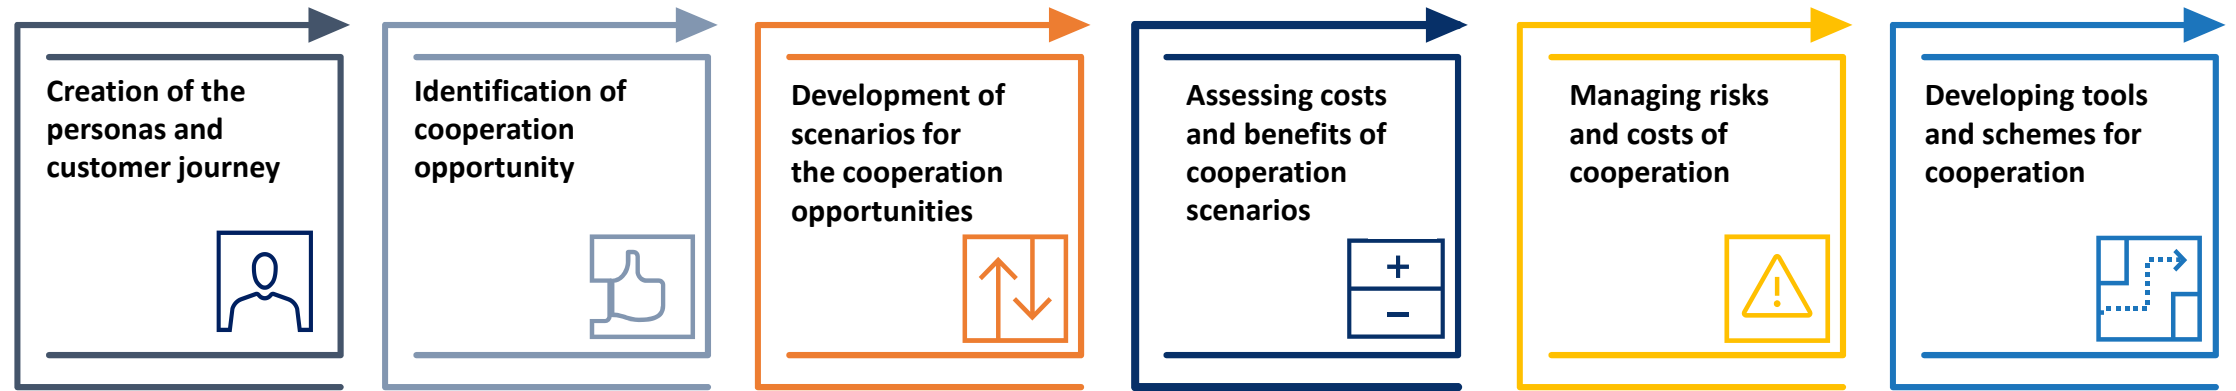 Creation of the
personas and
customer journey
Identification of
cooperation
opportunity
Development of
scenarios for
the cooperation
opportunities
Assessing costs
and benefits of
cooperation
scenarios
Managing risks
and costs of
cooperation
Developing tools
and schemes for
cooperation